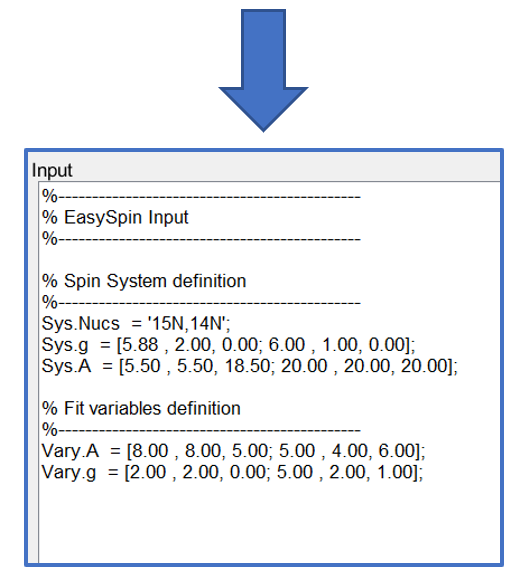 Input
%---------------------------------------------
% EasySpin Input
%---------------------------------------------
% Spin System definition
%---------------------------------------------
Sys.Nucs  = '15N,14N';
Sys.g  = [5.88 , 2.00, 0.00; 6.00 , 1.00, 0.00];
Sys.A  = [5.50 , 5.50, 18.50; 20.00 , 20.00, 20.00];
% Fit variables definition
%---------------------------------------------
Vary.A  = [8.00 , 8.00, 5.00; 5.00 , 4.00, 6.00];
Vary.g  = [2.00 , 2.00, 0.00; 5.00 , 2.00, 1.00];